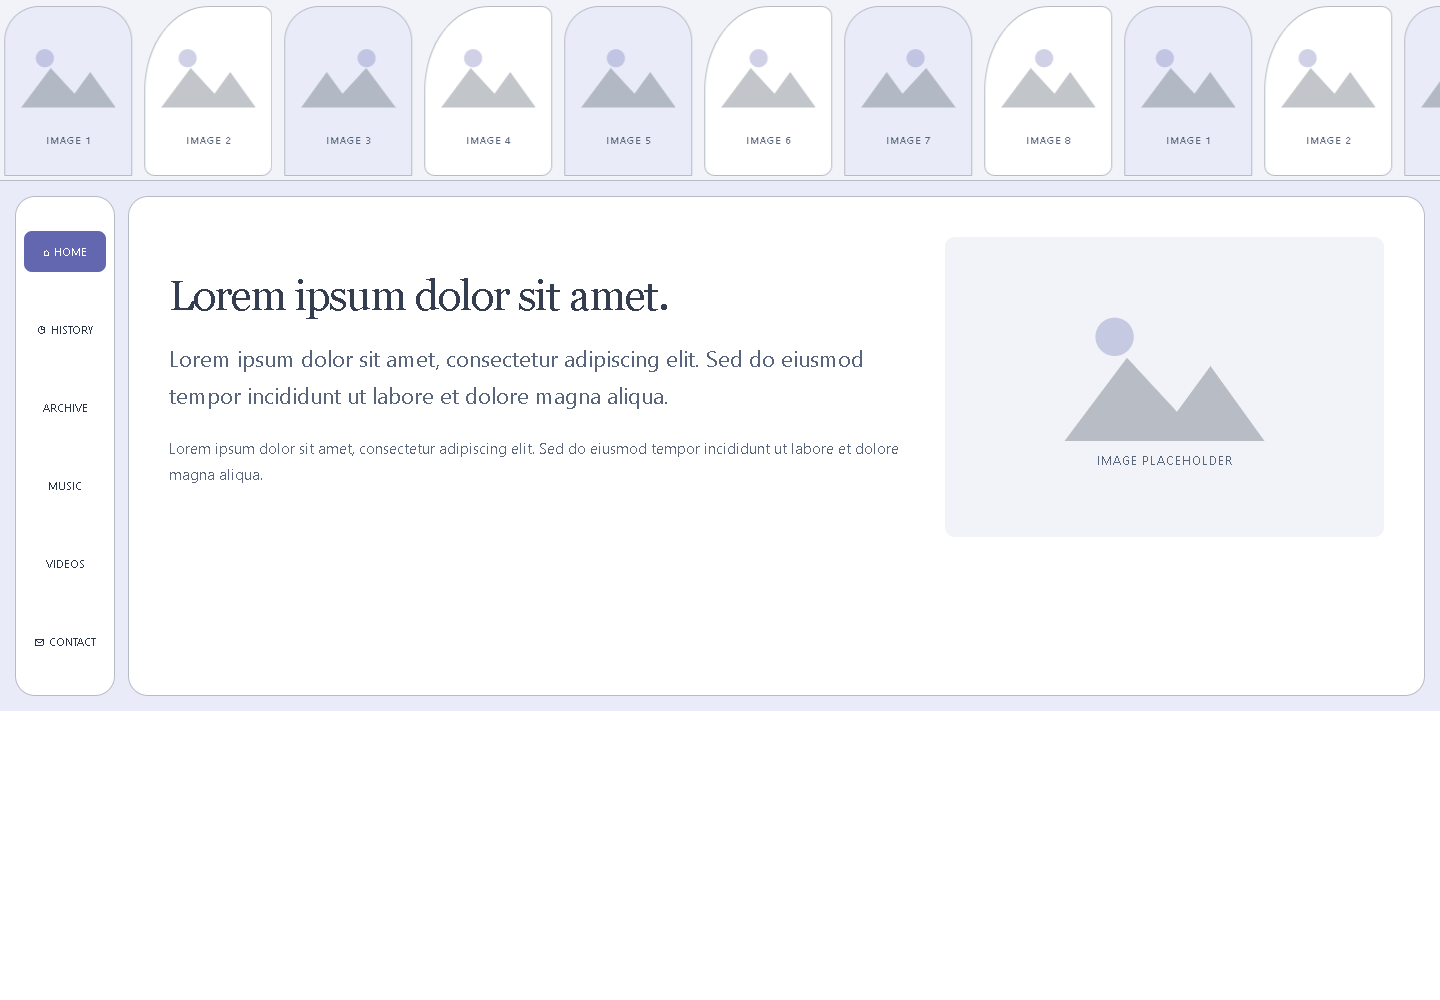 IMAGE 1
IMAGE 2
IMAGE 3
IMAGE 4
IMAGE 5
IMAGE 6
IMAGE 7
IMAGE 8
IMAGE 1
IMAGE 2
HOME
HISTORY
ARCHIVE
MUSIC
VIDEOS
CONTACT
Lorem ipsum dolor sit amet.
Lorem ipsum dolor sit amet, consectetur adipiscing elit. Sed do eiusmod
tempor incididunt ut labore et dolore magna aliqua.
Lorem ipsum dolor sit amet, consectetur adipiscing elit. Sed do eiusmod tempor incididunt ut labore et dolore
magna aliqua.
IMAGE PLACEHOLDER